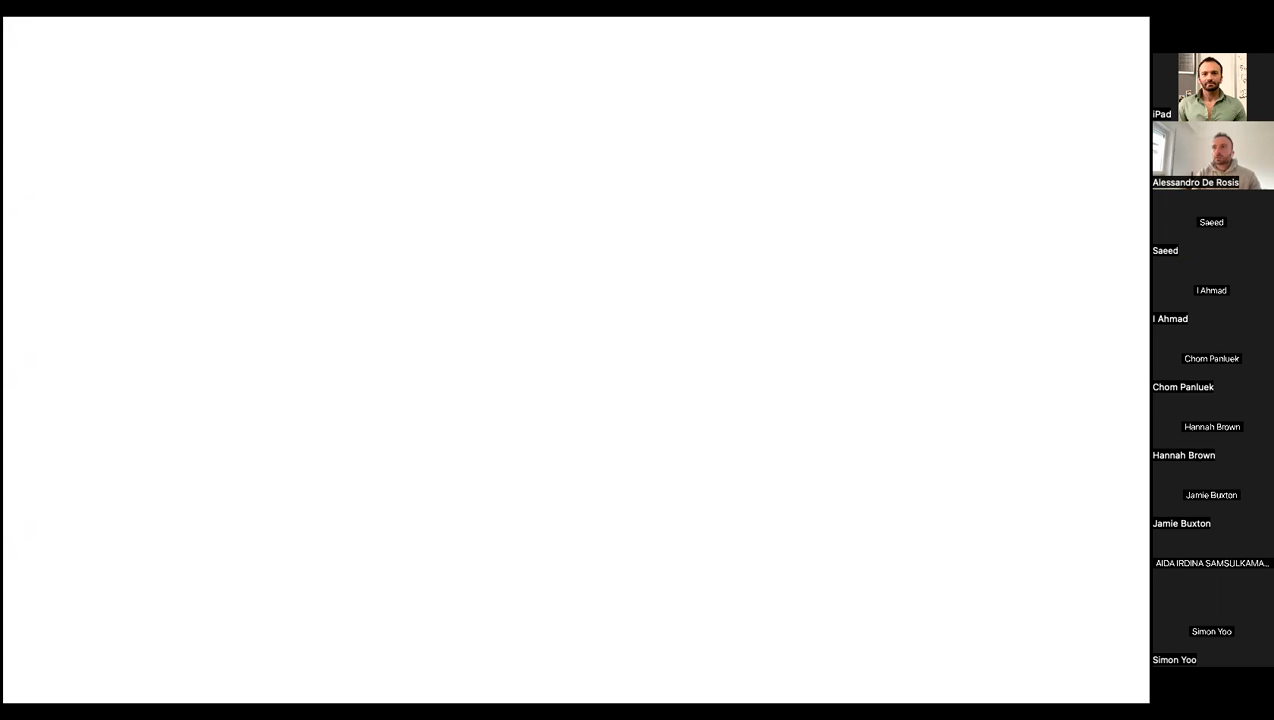 iPad
Alessandro De Rosis
Saeed
Saeed
I Ahmad
I Ahmad
Chom Panluek
Chom Panluek
Hannah Brown
Hannah Brown
Jamie Buxton
Jamie Buxton
AIDA IRDINA SAMSULKAMA...
Simon Yoo
Simon Yoo